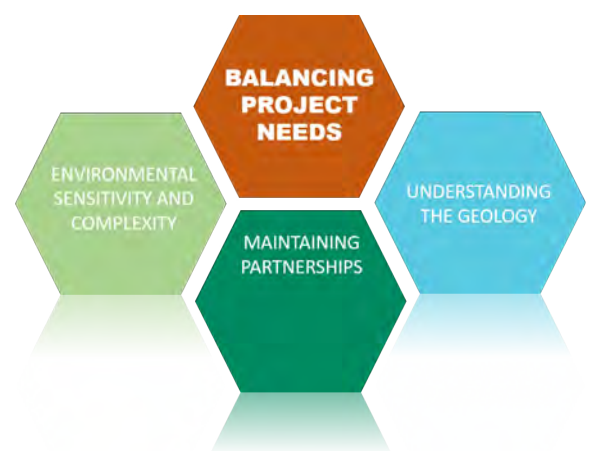 BALANCING
PROJECT
NEEDS
ENVIRONMENTAL
SENSITIVITY AND
COMPLEXITY
UNDERSTANDING
THE GEOLOGY
MAINTAINING
PARTNERSHIPS